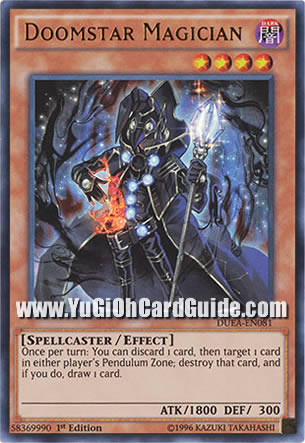 DOOMSTAR MAGICIAN
DARK
闇
www.YuGiOhCardGuide.com
DUEA-EN081
[SPELLCASTER / EFFECT]
Once per turn: You can discard 1 card, then target 1 card
in either player's Pendulum Zone; destroy that card, and
if you do, draw 1 card.
ATK/1800 DEF/ 300
58369990 1st Edition ©1996 KAZUKI TAKAHASHI